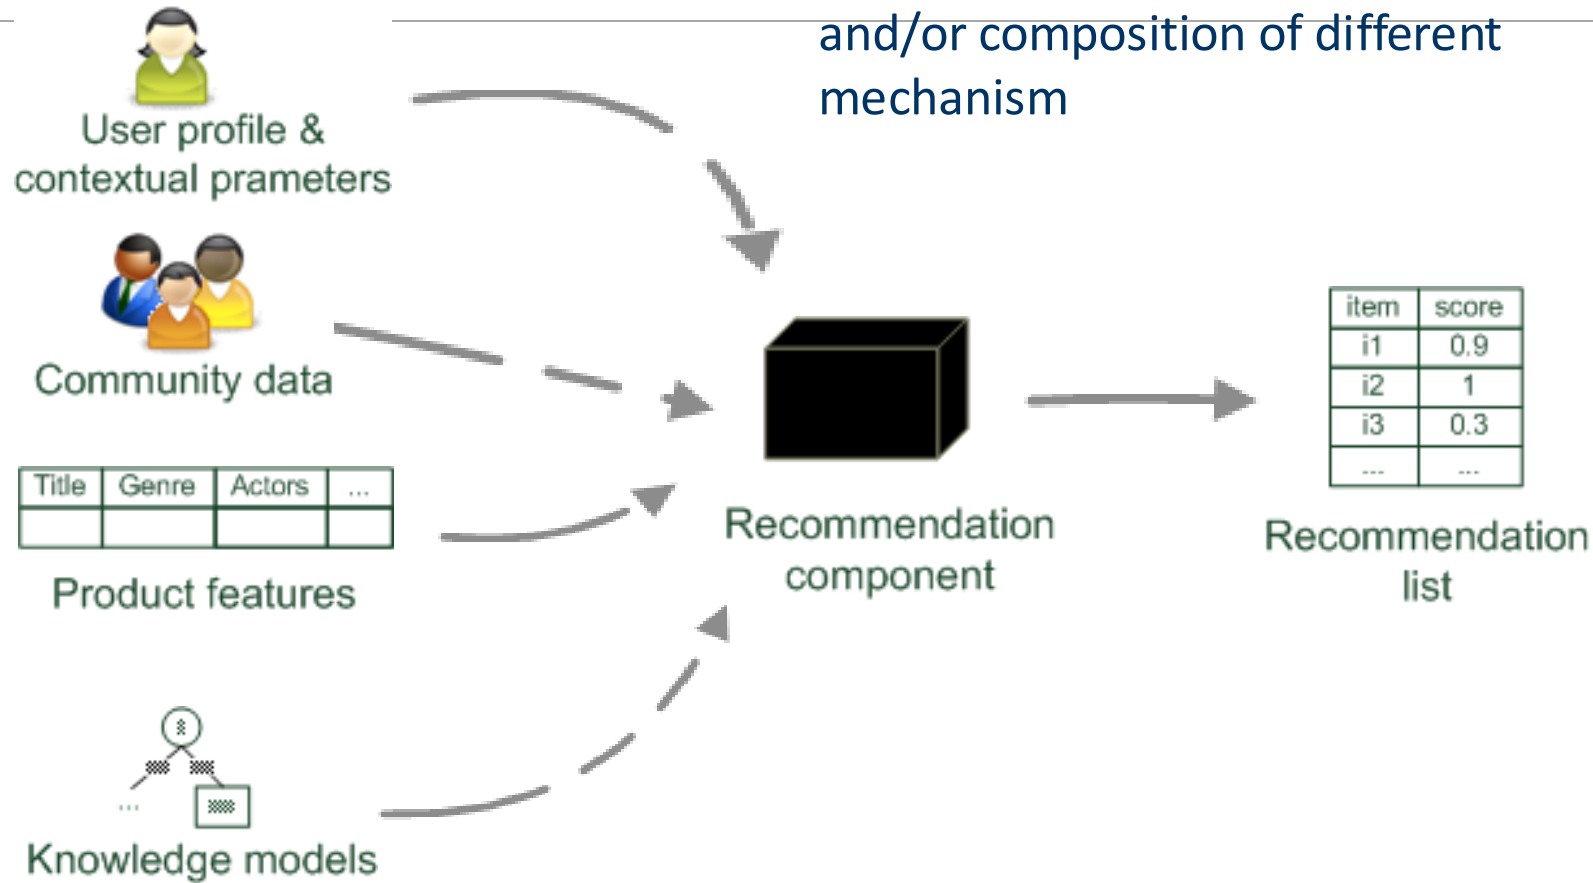 and/or composition of different
mechanism
User profile &
contextual prameters
Community data
Title Genre Actors ...
Product features
Knowledge models
...
Recommendation
component
item score
i1 0.9
i2 1
i3 0.3
... ...
Recommendation
list